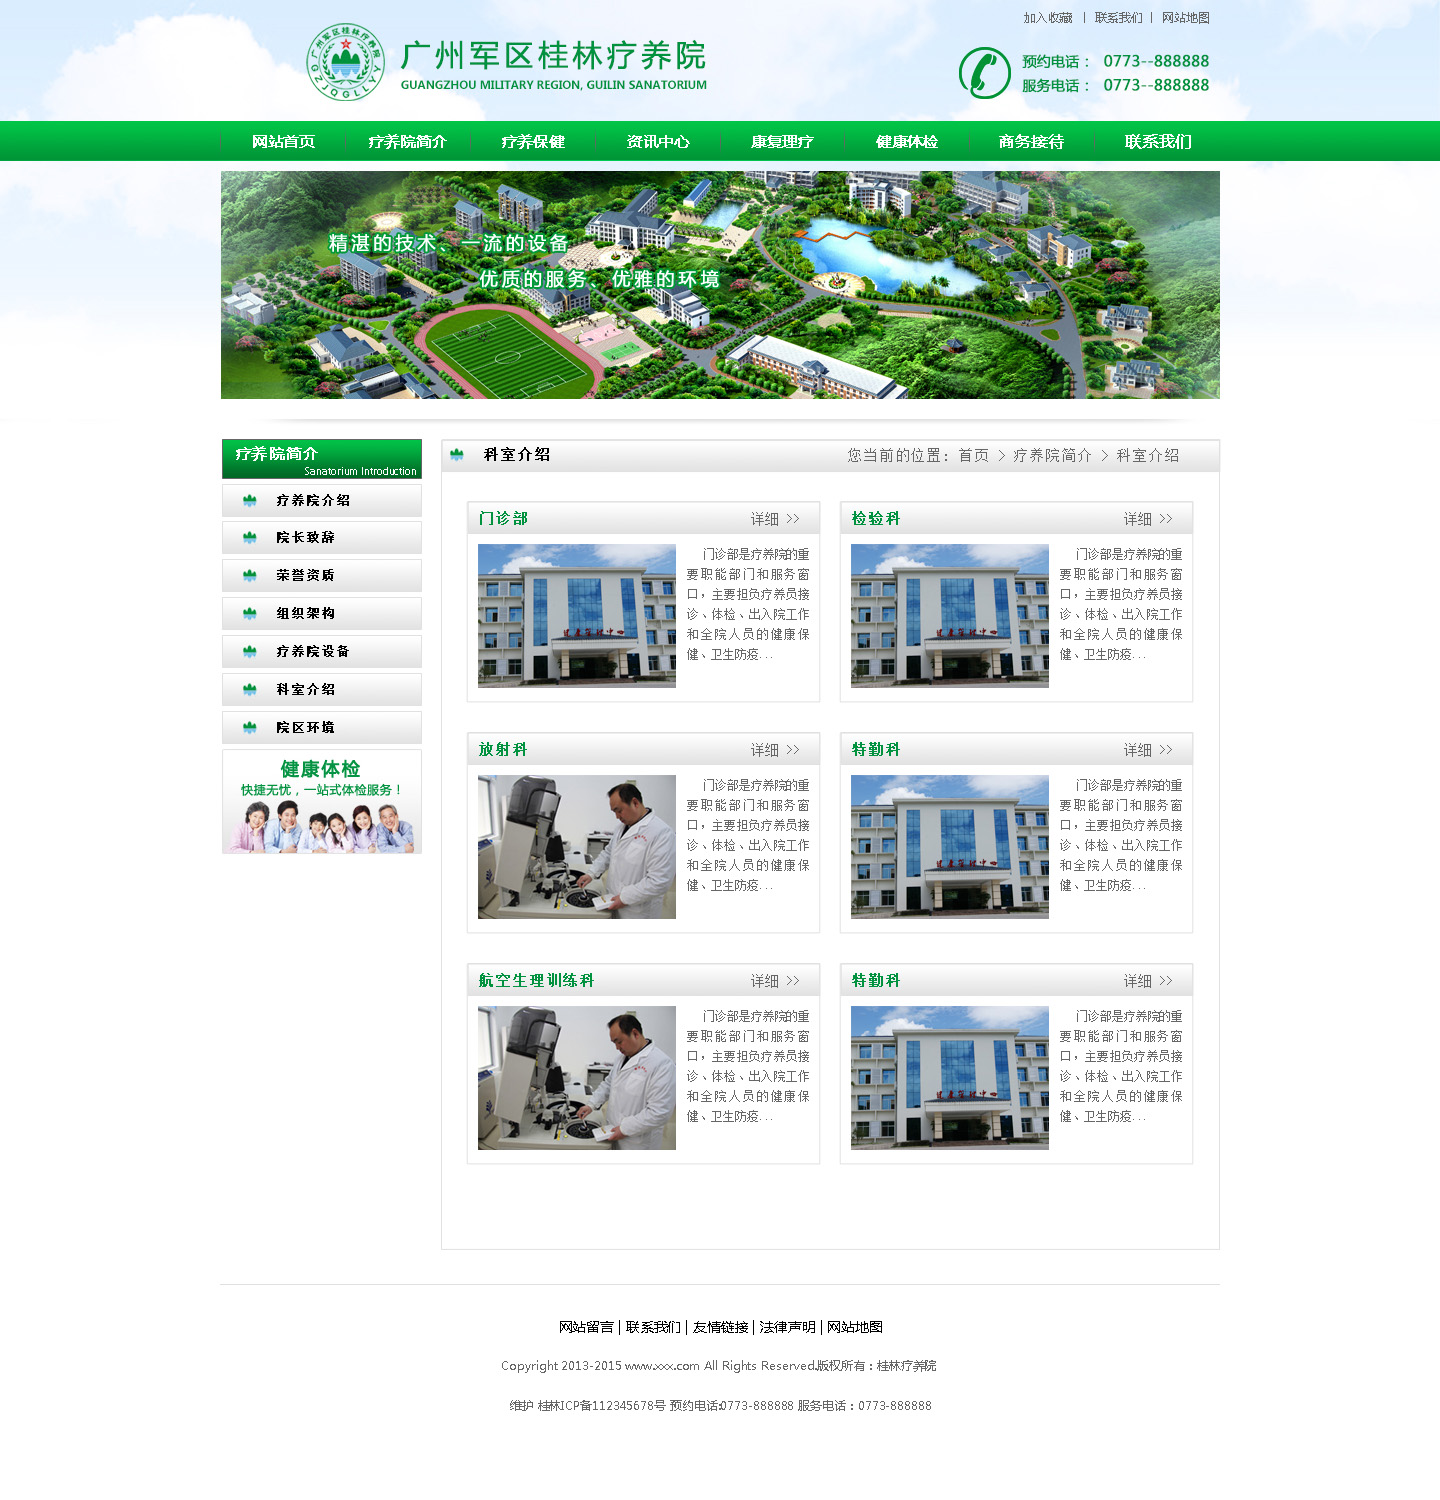 加入收藏 | 联系我们 | 网站地图
广州军区桂林疗养院
GUANGZHOU MILITARY REGION, GUILIN SANATORIUM
预约电话： 0773--888888
服务电话： 0773--888888
网站首页 疗养院简介 疗养保健 资讯中心 康复理疗 健康体检 商务接待 联系我们
精湛的技术、一流的设备
优质的服务、优雅的环境
疗养院简介
Sanatorium Introduction
疗养院介绍
院长致辞
荣誉资质
组织架构
疗养院设备
科室介绍
院区环境
健康体检
快捷无忧，一站式体检服务！
科室介绍
您当前的位置：首页 > 疗养院简介 > 科室介绍
门诊部 详细 >>
门诊部是疗养院的重
要职能部门和服务窗
口，主要担负疗养员接
诊、体检、出入院工作
和全院人员的健康保
健、卫生防疫...
检验科 详细 >>
门诊部是疗养院的重
要职能部门和服务窗
口，主要担负疗养员接
诊、体检、出入院工作
和全院人员的健康保
健、卫生防疫...
放射科 详细 >>
门诊部是疗养院的重
要职能部门和服务窗
口，主要担负疗养员接
诊、体检、出入院工作
和全院人员的健康保
健、卫生防疫...
特勤科 详细 >>
门诊部是疗养院的重
要职能部门和服务窗
口，主要担负疗养员接
诊、体检、出入院工作
和全院人员的健康保
健、卫生防疫...
航空生理训练科 详细 >>
门诊部是疗养院的重
要职能部门和服务窗
口，主要担负疗养员接
诊、体检、出入院工作
和全院人员的健康保
健、卫生防疫...
特勤科 详细 >>
门诊部是疗养院的重
要职能部门和服务窗
口，主要担负疗养员接
诊、体检、出入院工作
和全院人员的健康保
健、卫生防疫...
网站留言 | 联系我们 | 友情链接 | 法律声明 | 网站地图
Copyright 2013-2015 www.xxx.com All Rights Reserved.版权所有：桂林疗养院
维护 桂林ICP备112345678号 预约电话:0773-888888 服务电话：0773-888888